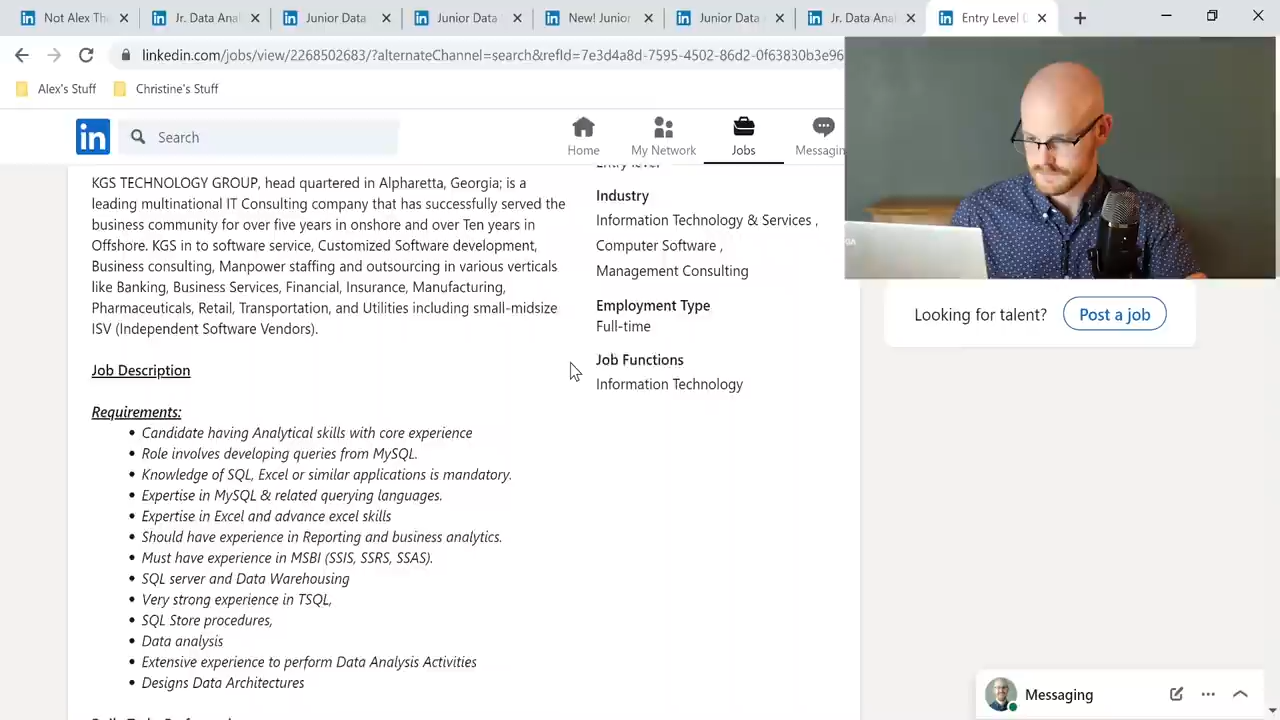 Not Alex The
Jr. Data Anal
Junior Data
Junior Data
New! Junior
Junior Data
Jr. Data Anal
Entry Level
linkedin.com/jobs/view/2268502683/?alternateChannel=search&refId=7e3d4a8d-7595-4502-86d2-0f63830b3e96
Alex's Stuff
Christine's Stuff
in
Search
Home
My Network
Jobs
Messagin
KGS TECHNOLOGY GROUP, head quartered in Alpharetta, Georgia; is a
leading multinational IT Consulting company that has successfully served the
business community for over five years in onshore and over Ten years in
Offshore. KGS in to software service, Customized Software development,
Business consulting, Manpower staffing and outsourcing in various verticals
like Banking, Business Services, Financial, Insurance, Manufacturing,
Pharmaceuticals, Retail, Transportation, and Utilities including small-midsize
ISV (Independent Software Vendors).
Job Description
Requirements:
• Candidate having Analytical skills with core experience
• Role involves developing queries from MySQL.
• Knowledge of SQL, Excel or similar applications is mandatory.
• Expertise in MySQL & related querying languages.
• Expertise in Excel and advance excel skills
• Should have experience in Reporting and business analytics.
• Must have experience in MSBI (SSIS, SSRS, SSAS).
• SQL server and Data Warehousing
• Very strong experience in TSQL,
• SQL Store procedures,
• Data analysis
• Extensive experience to perform Data Analysis Activities
• Designs Data Architectures
Entry level
Industry
Information Technology & Services ,
Computer Software ,
Management Consulting
Employment Type
Full-time
Job Functions
Information Technology
Looking for talent?
Post a job
Messaging